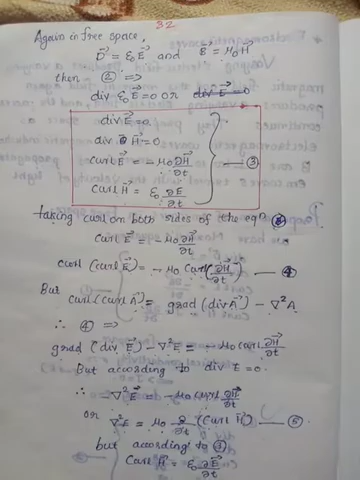 32
Again in free space,
D⃗ = ε₀E⃗ and B⃗ = μ₀H⃗
then ② ⇒
div ε₀E⃗ = 0 or div E⃗ = 0
div E⃗ = 0
div H⃗ = 0
curl E⃗ = -μ₀ ∂H⃗/∂t — ③
curl H⃗ = ε₀ ∂E⃗/∂t
taking curl on both sides of the eqn ③
curl E⃗ = -μ₀ ∂H⃗/∂t
curl (curl E⃗) = -μ₀ curl(∂H⃗/∂t) — ④
But
curl (curl A⃗) = grad (div A⃗) - ∇²A
∴ ④ ⇒
grad (div E⃗) - ∇²E = -μ₀ curl ∂H⃗/∂t
But according to div E = 0.
∴ -∇²E⃗ = -μ₀ curl ∂H⃗/∂t
or
∇²E = μ₀ ∂/∂t (curl H⃗) — ⑤
but according to ③
Curl H⃗ = ε₀ ∂E⃗/∂t